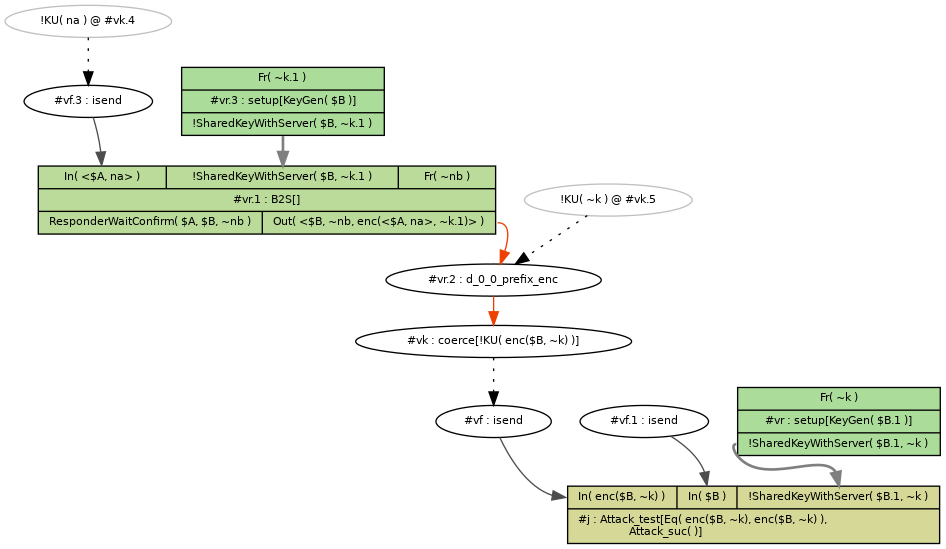 !KU( na ) @ #vk.4
#vf.3 : isend
Fr( ~k.1 )
#vr.3 : setup[KeyGen( $B )]
!SharedKeyWithServer( $B, ~k.1 )
In( <$A, na> )
!SharedKeyWithServer( $B, ~k.1 )
Fr( ~nb )
#vr.1 : B2S[]
ResponderWaitConfirm( $A, $B, ~nb )
Out( <$B, ~nb, enc(<$A, na>, ~k.1)> )
!KU( ~k ) @ #vk.5
#vr.2 : d_0_0_prefix_enc
#vk : coerce[!KU( enc($B, ~k) )]
#vf : isend
#vf.1 : isend
Fr( ~k )
#vr : setup[KeyGen( $B.1 )]
!SharedKeyWithServer( $B.1, ~k )
In( enc($B, ~k) )
In( $B )
!SharedKeyWithServer( $B.1, ~k )
#j : Attack_test[Eq( enc($B, ~k), enc($B, ~k) ),
Attack_suc( )]